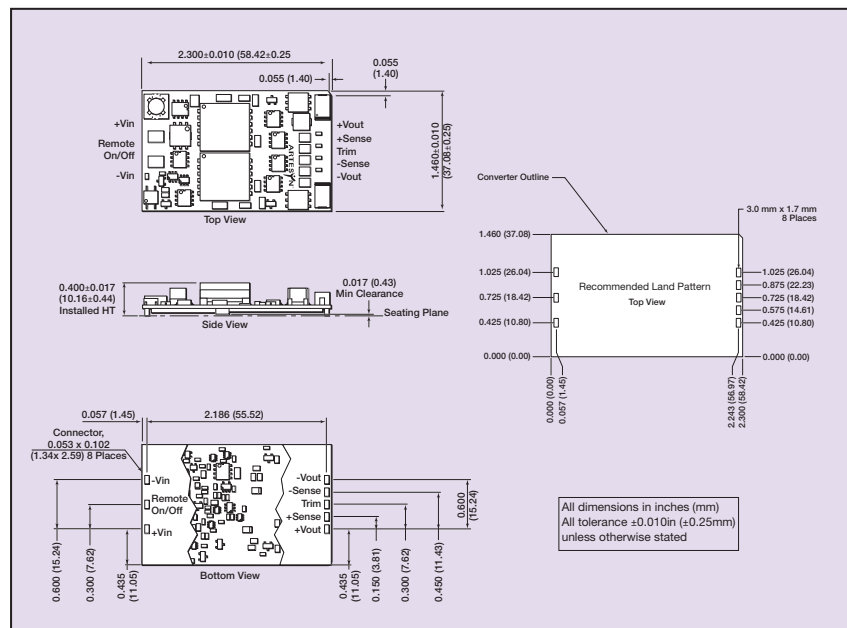 2.300±0.010 (58.42±0.25
0.055
(1.40)
0.055 (1.40)
+Vin
Remote
On/Off
-Vin
ARTESYN
+Vout
+Sense
Trim
-Sense
-Vout
1.460±0.010
(37.08±0.25)
Top View
0.400±0.017
(10.16±0.44)
Installed HT
0.017 (0.43)
Min Clearance
Seating Plane
Side View
Converter Outline
3.0 mm x 1.7 mm
8 Places
1.460 (37.08)
1.025 (26.04)
0.725 (18.42)
0.425 (10.80)
0.000 (0.00)
Recommended Land Pattern
Top View
1.025 (26.04)
0.875 (22.23)
0.725 (18.42)
0.575 (14.61)
0.425 (10.80)
0.000 (0.00)
0.000 (0.00)
0.057 (1.45)
2.243 (56.97)
2.300 (58.42)
0.057 (1.45)
2.186 (55.52)
Connector,
0.053 x 0.102
(1.34x 2.59) 8 Places
-Vin
Remote
On/Off
+Vin
-Vout
-Sense
Trim
+Sense
+Vout
0.600
(15.24)
0.600 (15.24)
0.300 (7.62)
0.435
(11.05)
Bottom View
0.435
(11.05)
0.150 (3.81)
0.300 (7.62)
0.450 (11.43)
All dimensions in inches (mm)
All tolerance ±0.010in (±0.25mm)
unless otherwise stated